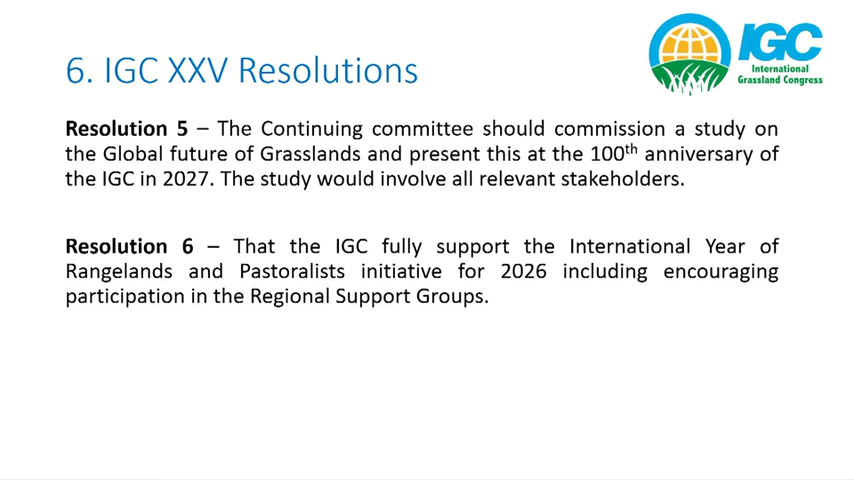 6. IGC XXV Resolutions
IGC
International
Grassland Congress
Resolution 5 – The Continuing committee should commission a study on
the Global future of Grasslands and present this at the 100th anniversary of
the IGC in 2027. The study would involve all relevant stakeholders.
Resolution 6 – That the IGC fully support the International Year of
Rangelands and Pastoralists initiative for 2026 including encouraging
participation in the Regional Support Groups.